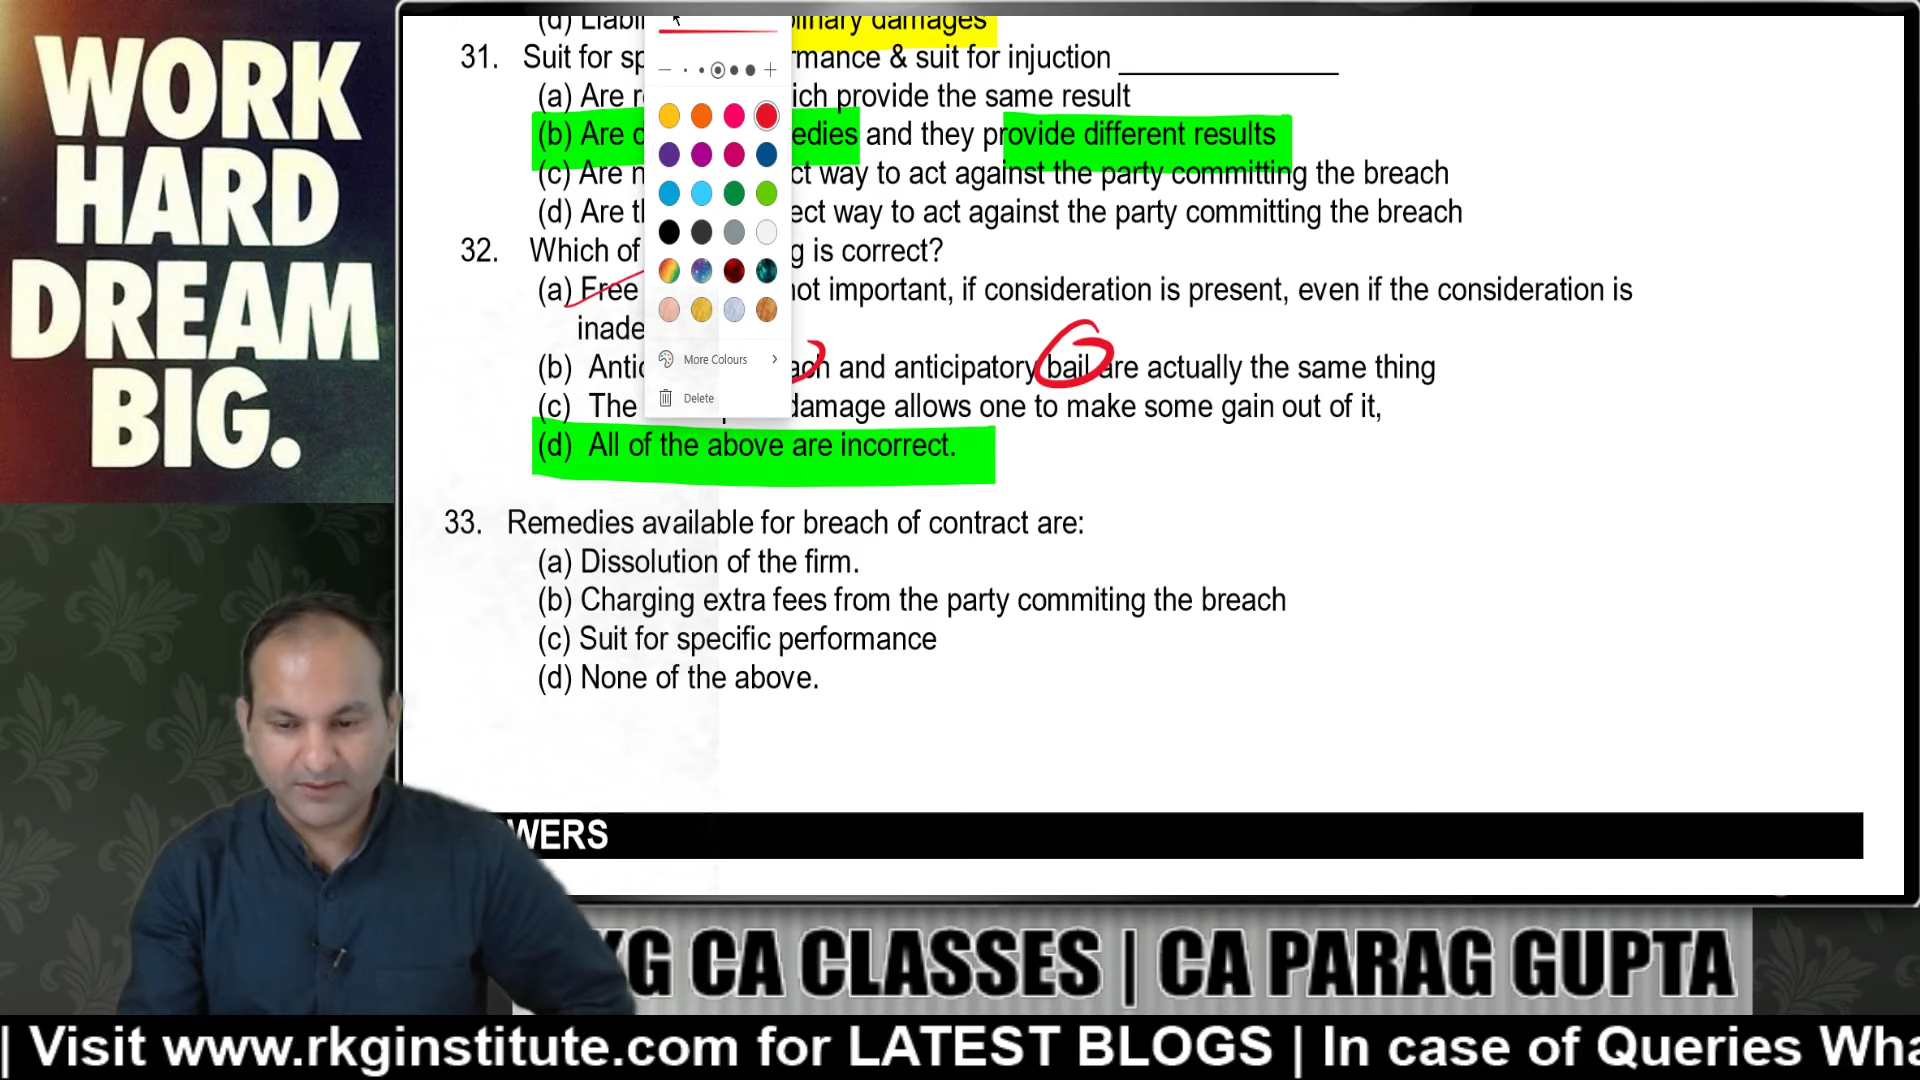 WORK
HARD
DREAM
BIG.
(d) inary damages
31. Suit for sp rmance & suit for injuction ______________
(a) Are r ich provide the same result
(b) Are d edies and they provide different results
(c) Are n ct way to act against the party committing the breach
(d) Are t ect way to act against the party committing the breach
32. Which of g is correct?
(a) Free not important, if consideration is present, even if the consideration is
inade
(b) Antic ach and anticipatory bail are actually the same thing
(c) The damage allows one to make some gain out of it,
(d) All of the above are incorrect.
More Colours
Delete
33. Remedies available for breach of contract are:
(a) Dissolution of the firm.
(b) Charging extra fees from the party commiting the breach
(c) Suit for specific performance
(d) None of the above.
WERS
KG CA CLASSES | CA PARAG GUPTA
| Visit www.rkginstitute.com for LATEST BLOGS | In case of Queries Wha